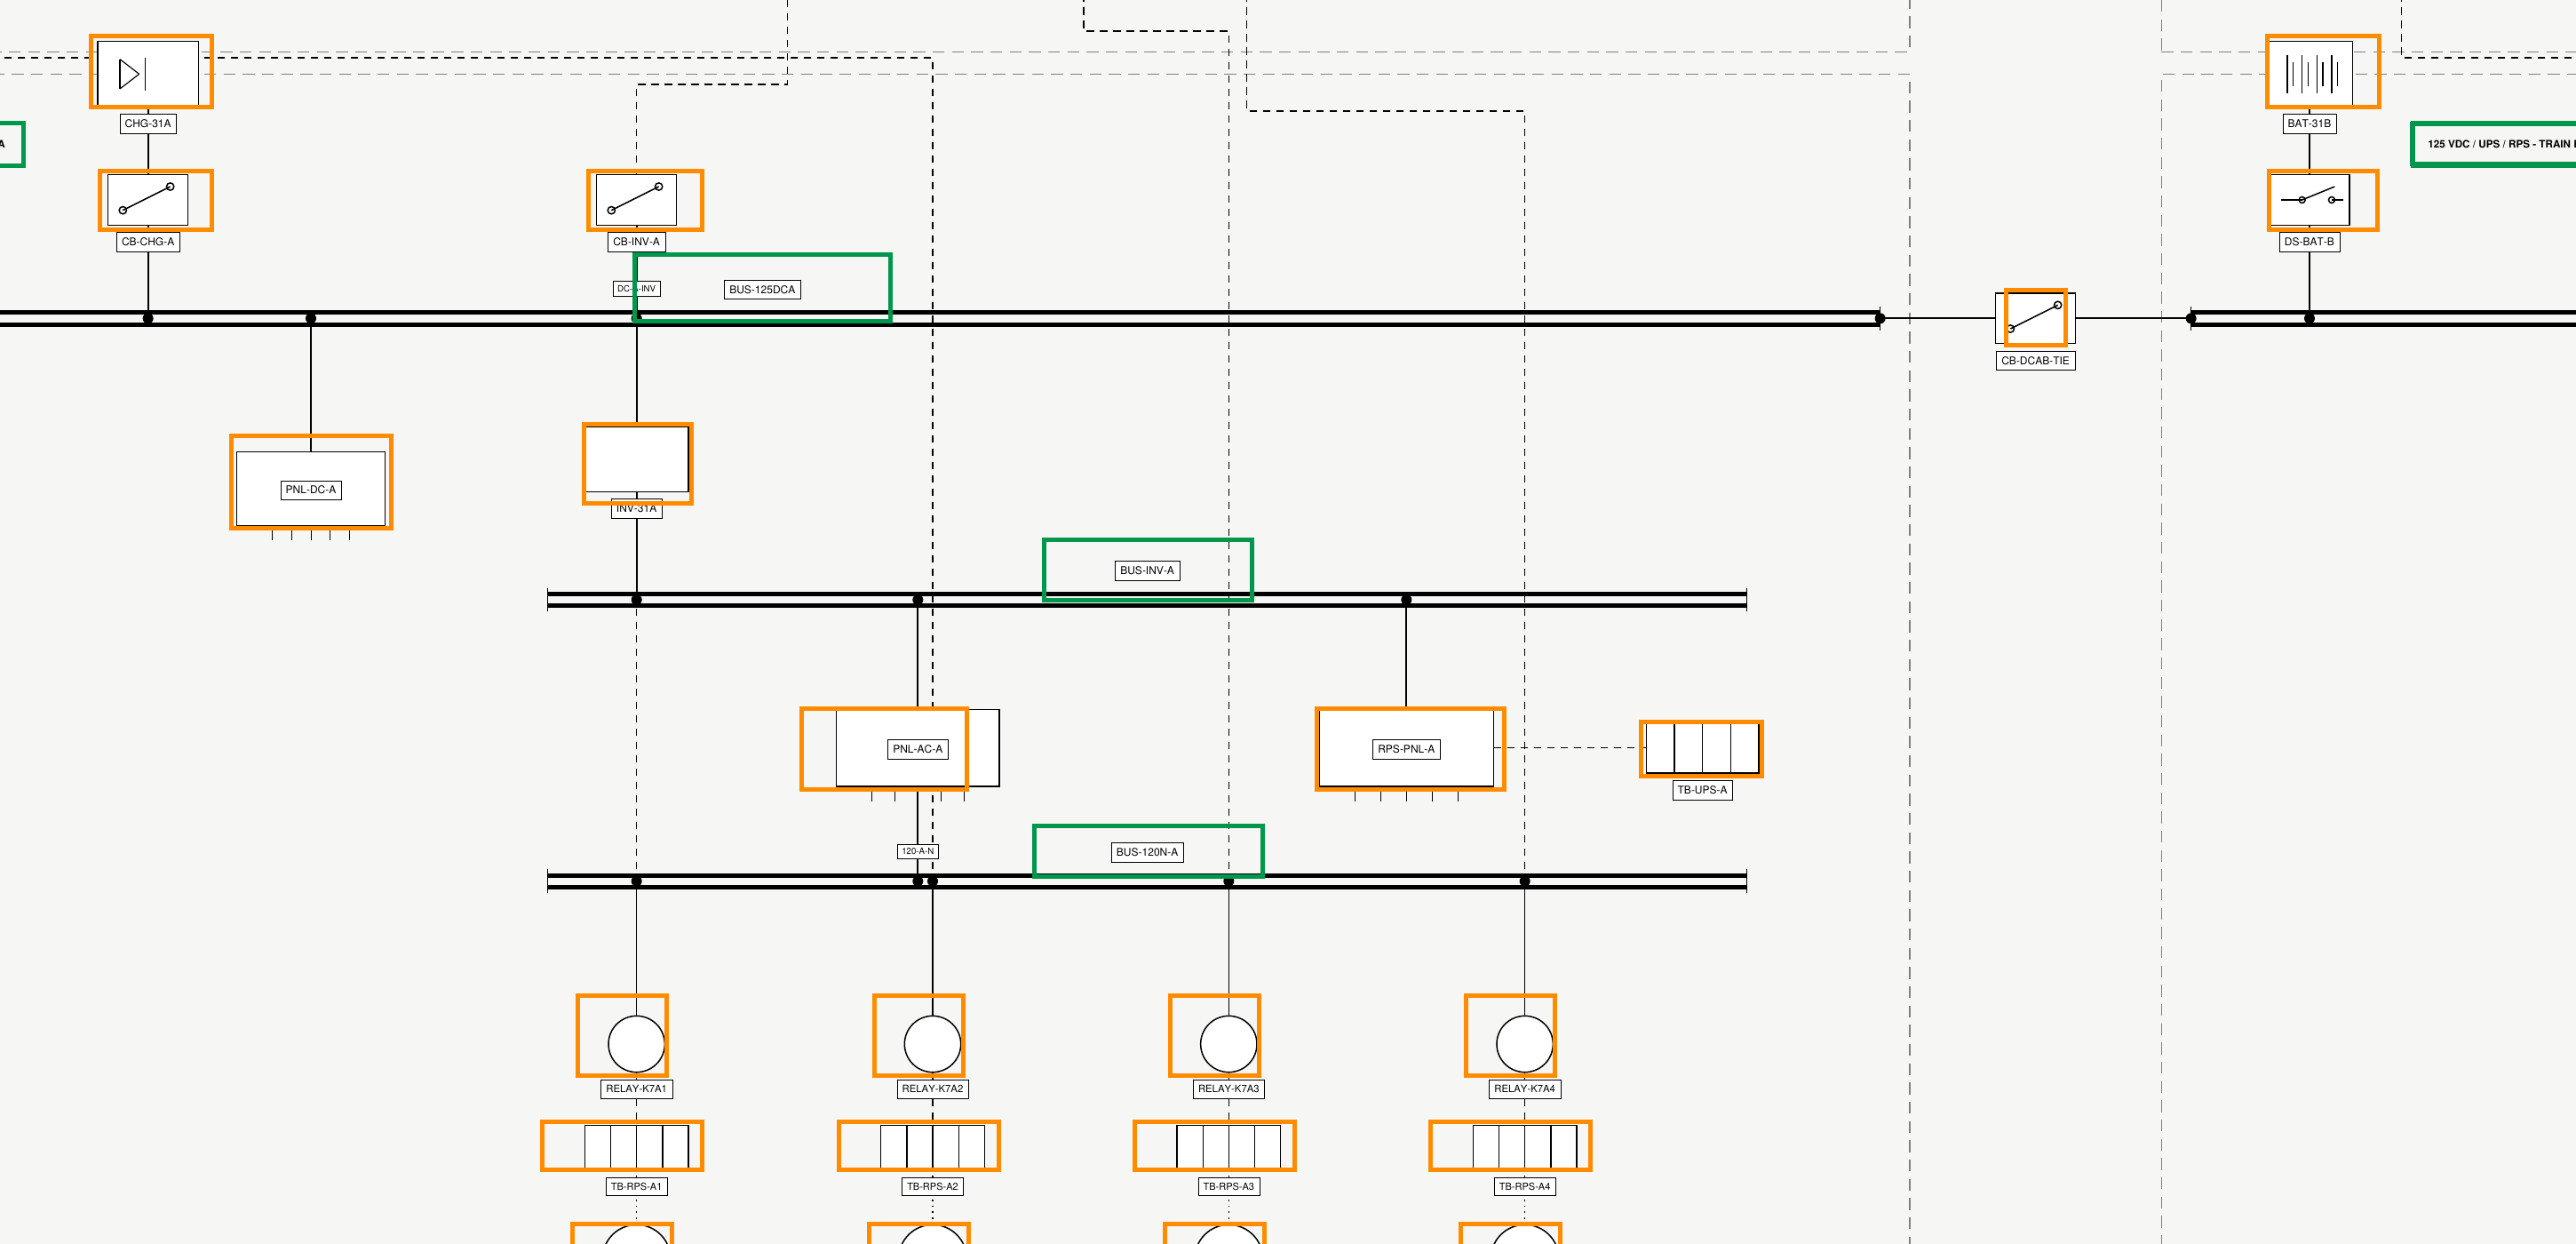 CHG-31A
BAT-31B
A
125 VDC / UPS / RPS - TRAIN
CB-CHG-A
CB-INV-A
DS-BAT-B
BUS-125DCA
CB-DCAB-TIE
PNL-DC-A
INV-31A
BUS-INV-A
PNL-AC-A
RPS-PNL-A
TB-UPS-A
120-A-N
BUS-120N-A
RELAY-K7A1
RELAY-K7A2
RELAY-K7A3
RELAY-K7A4
TB-RPS-A1
TB-RPS-A2
TB-RPS-A3
TB-RPS-A4